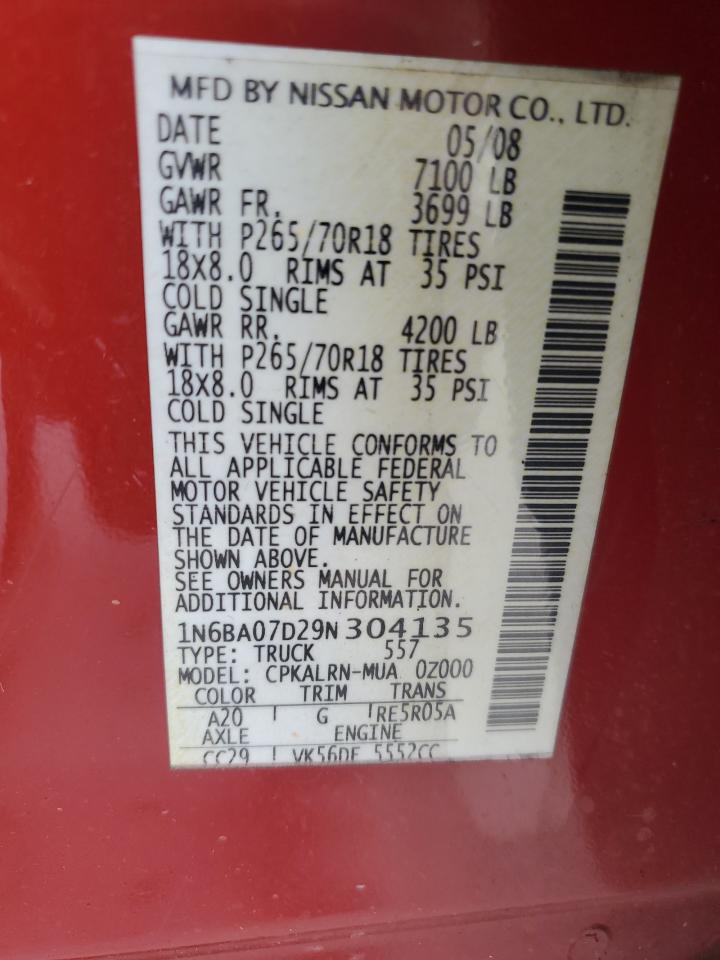 MFD BY NISSAN MOTOR CO., LTD.
DATE 05/08
GVWR 7100 LB
GAWR FR. 3699 LB
WITH P265/70R18 TIRES
18X8.0 RIMS AT 35 PSI
COLD SINGLE
GAWR RR. 4200 LB
WITH P265/70R18 TIRES
18X8.0 RIMS AT 35 PSI
COLD SINGLE
THIS VEHICLE CONFORMS TO
ALL APPLICABLE FEDERAL
MOTOR VEHICLE SAFETY
STANDARDS IN EFFECT ON
THE DATE OF MANUFACTURE
SHOWN ABOVE.
SEE OWNERS MANUAL FOR
ADDITIONAL INFORMATION.
1N6BA07D29N304135
TYPE: TRUCK 557
MODEL: CPKALRN-MUA 0Z000
COLOR TRIM TRANS
A20 G RE5R05A
AXLE ENGINE
CC29 VK56DE 5552CC